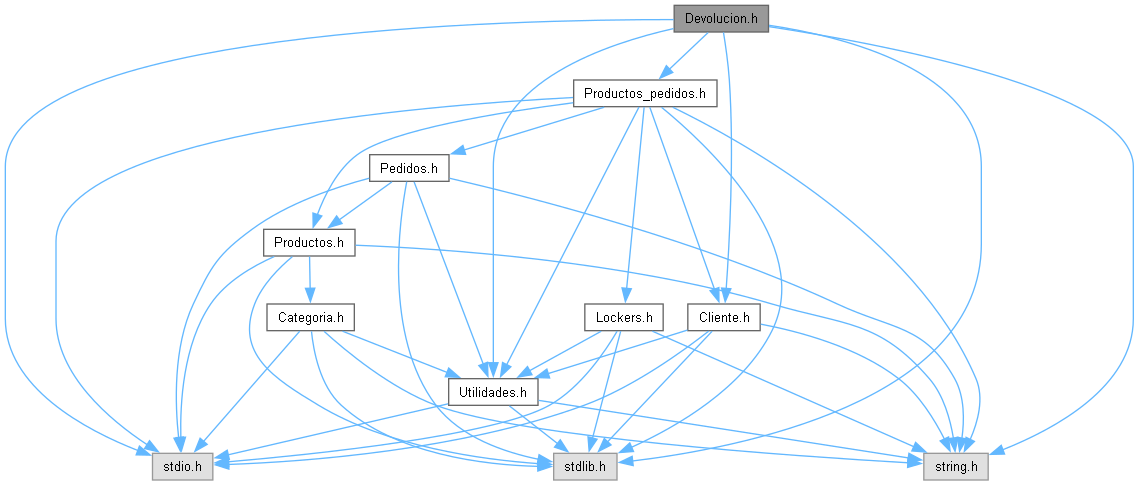 Devolucion.h
Productos_pedidos.h
Pedidos.h
Productos.h
Categoria.h
Lockers.h
Cliente.h
Utilidades.h
stdio.h
stdlib.h
string.h